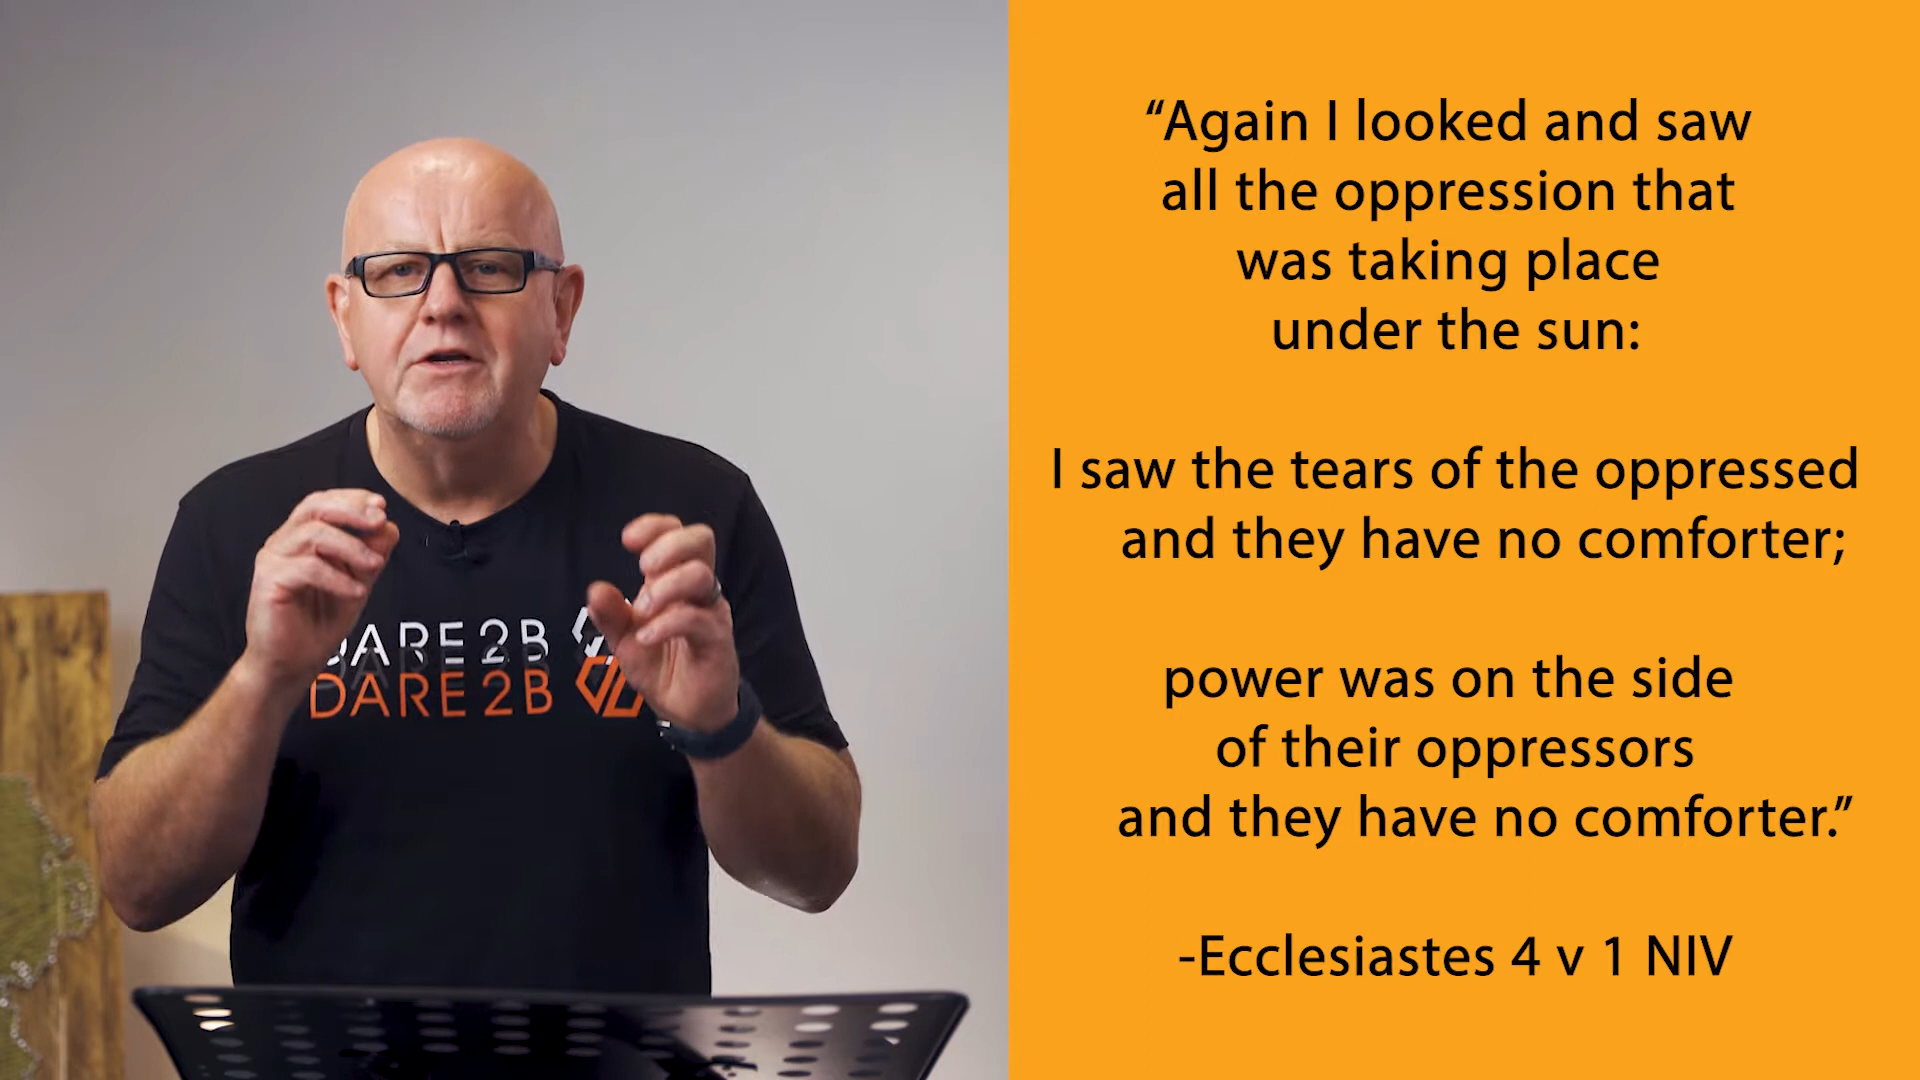 DARE2B
DARE
DARE2B
“Again I looked and saw
all the oppression that
was taking place
under the sun:
I saw the tears of the oppressed
and they have no comforter;
power was on the side
of their oppressors
and they have no comforter.”
-Ecclesiastes 4 v 1 NIV